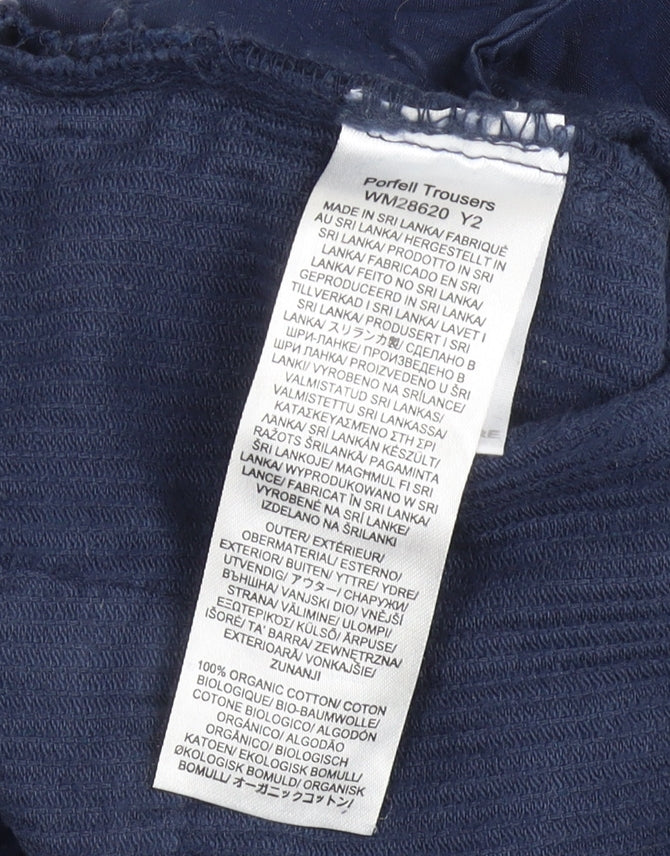 Porfell Trousers
WM28620 Y2
MADE IN SRI LANKA/ FABRIQUÉ
AU SRI LANKA/ HERGESTELLT IN
SRI LANKA/ PRODOTTO IN SRI
LANKA/ FABRICADO EN SRI
LANKA/ FEITO NO SRI LANKA/
GEPRODUCEERD IN SRI LANKA/
TILLVERKAD I SRI LANKA/ LAVET I
SRI LANKA/ PRODUSERT I SRI
LANKA/ スリランカ製/ СДЕЛАНО В
ШРИ-ЛАНКЕ/ ПРОИЗВЕДЕНО В
ШРИ ЛАНКА/ PROIZVEDENO U ŠRI
LANKI/ VYROBENO NA SRÍLANCE/
VALMISTATUD SRI LANKAS/
VALMISTETTU SRI LANKASSA/
ΚΑΤΑΣΚΕΥΑΣΜΕΝΟ ΣΤΗ ΣΡΙ
ΛΑΝΚΑ/ SRI LANKÁN KÉSZÜLT/
RAŽOTS ŠRILANKĀ/ PAGAMINTA
ŠRI LANKOJE/ MAGĦMUL FI SRI
LANKA/ WYPRODUKOWANO W SRI
LANCE/ FABRICAT ÎN SRI LANKA/
VYROBENÉ NA SRÍ LANKE/
IZDELANO NA ŠRILANKI
OUTER/ EXTÉRIEUR/
OBERMATERIAL/ ESTERNO/
EXTERIOR/ BUITEN/ YTTRE/ YDRE/
UTVENDIG/ アウター/ СНАРУЖИ/
ВЪНШНА/ VANJSKI DIO/ VNĚJŠÍ
STRANA/ VÄLIMINE/ ULOMPI/
ΕΞΩΤΕΡΙΚΟΣ/ KÜLSŐ/ ĀRPUSE/
IŠORĖ/ TA' BARRA/ ZEWNĘTRZNA/
EXTERIOARĂ/ VONKAJŠIE/
ZUNANJI
100% ORGANIC COTTON/ COTON
BIOLOGIQUE/ BIO-BAUMWOLLE/
COTONE BIOLOGICO/ ALGODÓN
ORGÁNICO/ ALGODÃO
ORGÂNICO/ BIOLOGISCH
KATOEN/ EKOLOGISK BOMULL/
ØKOLOGISK BOMULD/ ORGANISK
BOMULL/ オーガニックコットン/
RE